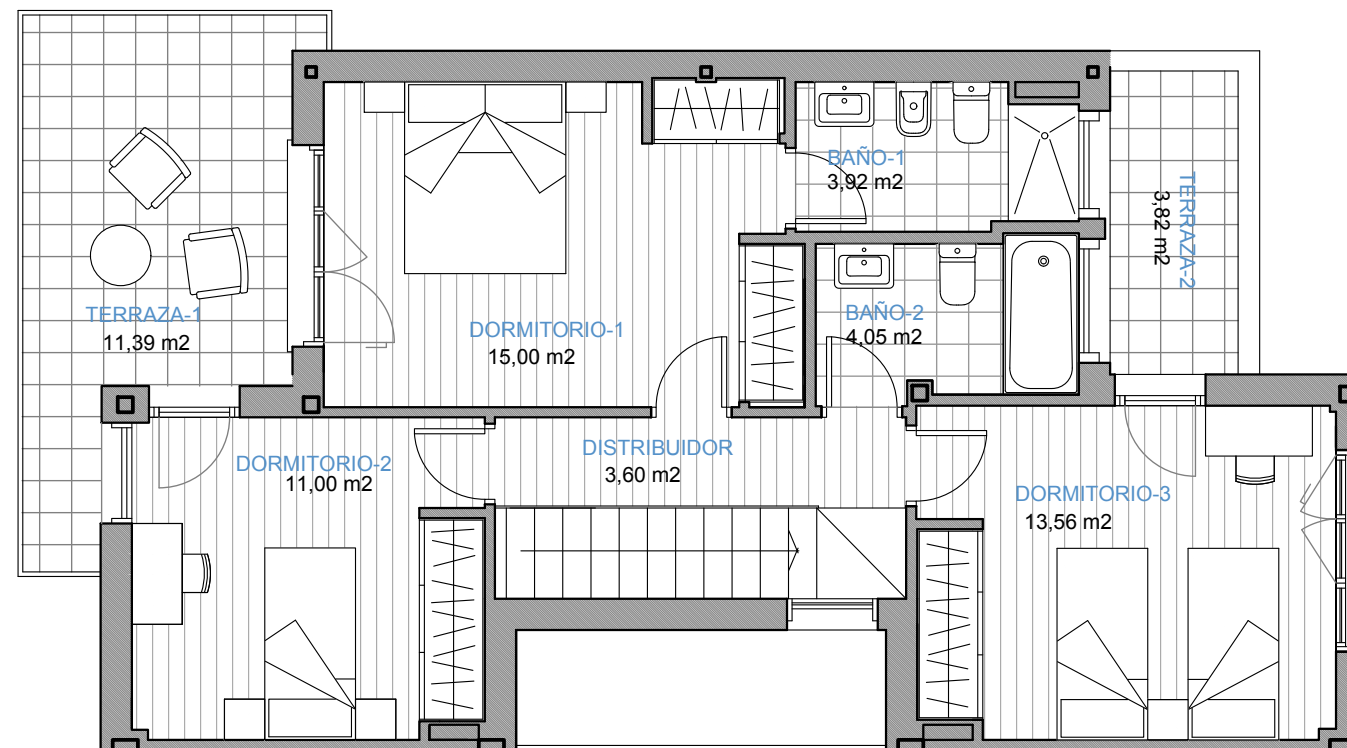 BAÑO-1
3,92 m2
TERRAZA-2
3,82 m2
TERRAZA-1
11,39 m2
DORMITORIO-1
15,00 m2
BAÑO-2
4,05 m2
DORMITORIO-2
11,00 m2
DISTRIBUIDOR
3,60 m2
DORMITORIO-3
13,56 m2